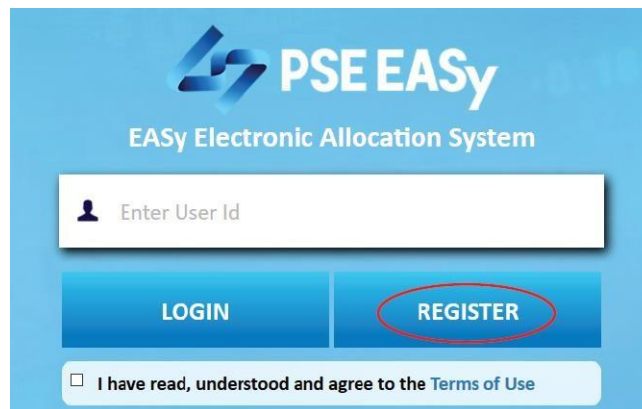 PSE EASy
EASy Electronic Allocation System
Enter User Id
LOGIN
REGISTER
I have read, understood and agree to the Terms of Use